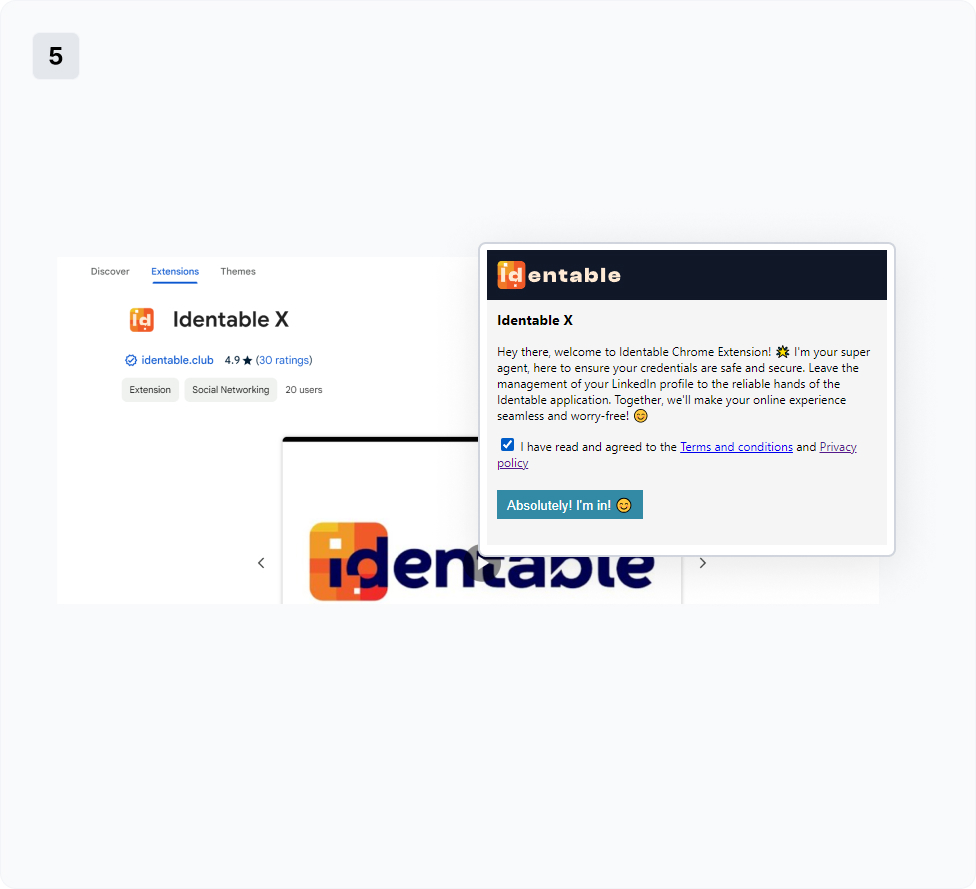 5
Discover Extensions Themes
Identable X
identable.club 4.9 ★ (30 ratings)
Extension Social Networking 20 users
identable
identable
Identable X
Hey there, welcome to Identable Chrome Extension! 🌟 I'm your super
agent, here to ensure your credentials are safe and secure. Leave the
management of your LinkedIn profile to the reliable hands of the
Identable application. Together, we'll make your online experience
seamless and worry-free! 😊
I have read and agreed to the Terms and conditions and Privacy
policy
Absolutely! I'm in! 😊